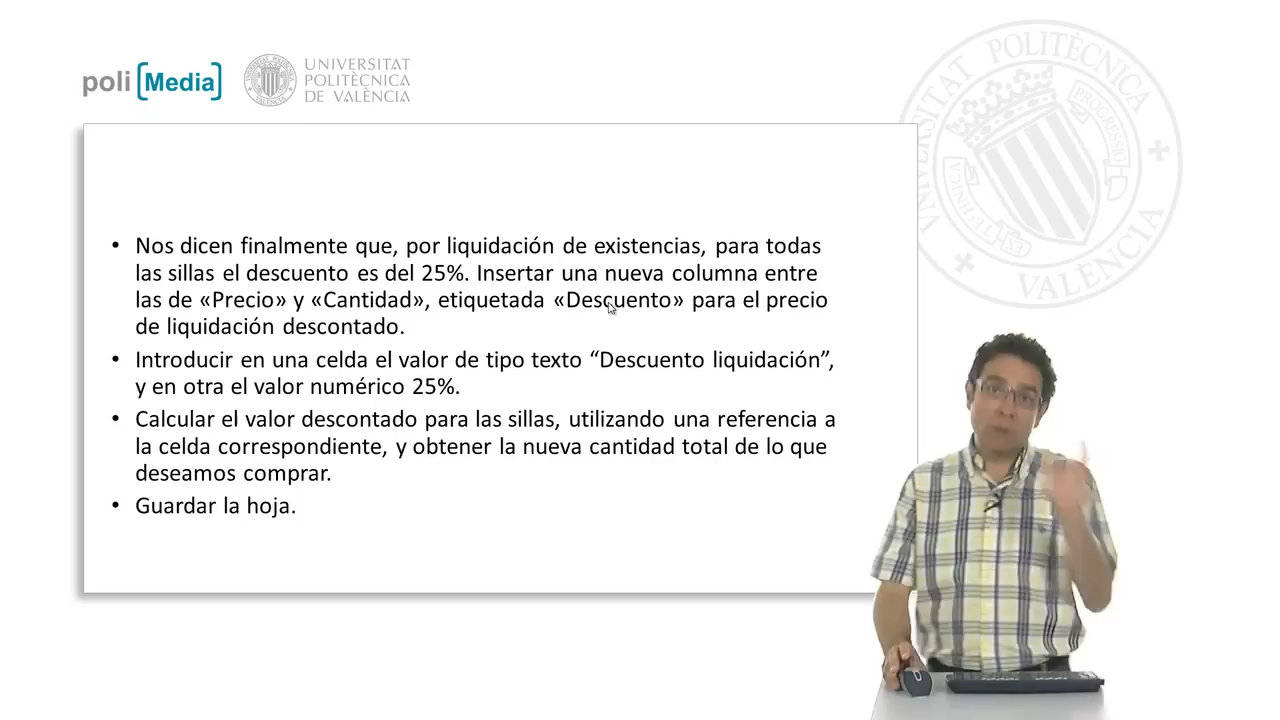 poli [Media]
UNIVERSITAT
POLITÈCNICA
DE VALÈNCIA
UNIVERSITAT POLITÈCNICA
VALÈNCIA
PROGRESSIO
• Nos dicen finalmente que, por liquidación de existencias, para todas
las sillas el descuento es del 25%. Insertar una nueva columna entre
las de «Precio» y «Cantidad», etiquetada «Descuento» para el precio
de liquidación descontado.
• Introducir en una celda el valor de tipo texto “Descuento liquidación”,
y en otra el valor numérico 25%.
• Calcular el valor descontado para las sillas, utilizando una referencia a
la celda correspondiente, y obtener la nueva cantidad total de lo que
deseamos comprar.
• Guardar la hoja.